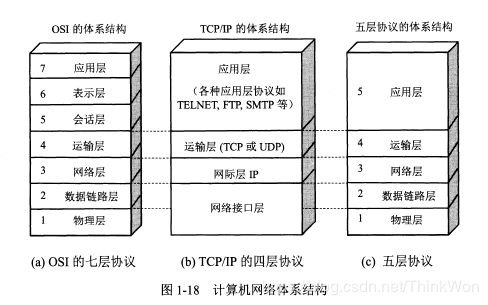 OSI 的体系结构
TCP/IP 的体系结构
五层协议的体系结构
7 应用层
6 表示层
5 会话层
4 运输层
3 网络层
2 数据链路层
1 物理层
应用层
(各种应用层协议如
TELNET, FTP, SMTP 等)
运输层 (TCP 或 UDP)
网际层 IP
网络接口层
5 应用层
4 运输层
3 网络层
2 数据链路层
1 物理层
(a) OSI 的七层协议
(b) TCP/IP 的四层协议
(c) 五层协议
图 1-18 计算机网络体系结构
csdn.net/ThinkWon